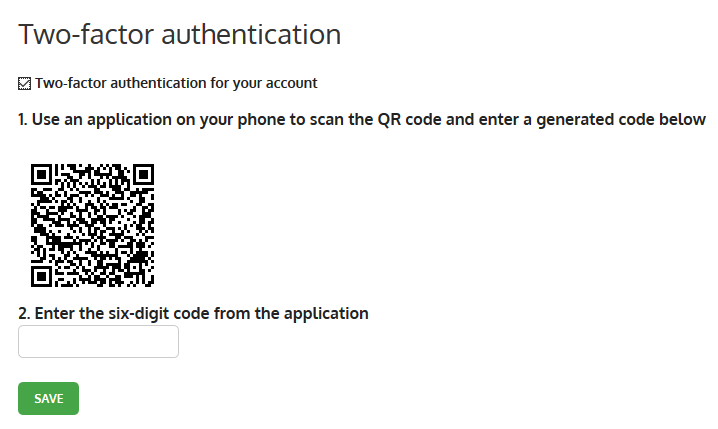 Two-factor authentication
Two-factor authentication for your account
1. Use an application on your phone to scan the QR code and enter a generated code below
2. Enter the six-digit code from the application
SAVE